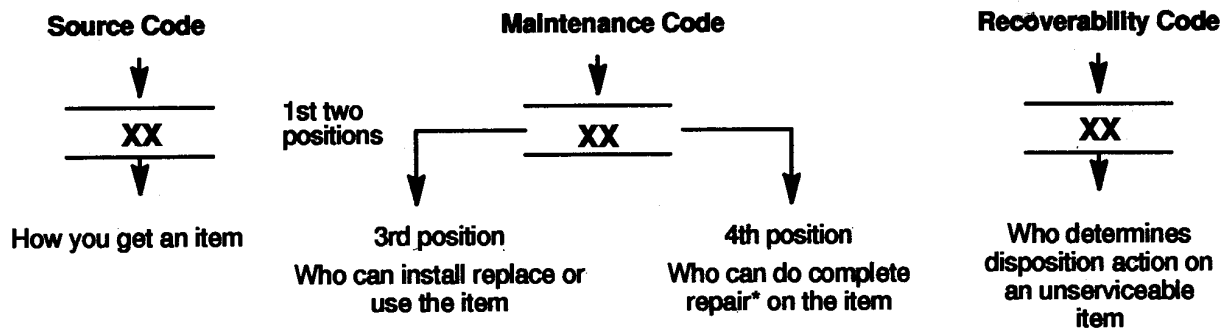 Source Code
XX
How you get an item
1st two
positions
Maintenance Code
XX
3rd position
Who can install replace or
use the item
4th position
Who can do complete
repair* on the item
Recoverability Code
XX
Who determines
disposition action on
an unserviceable
item